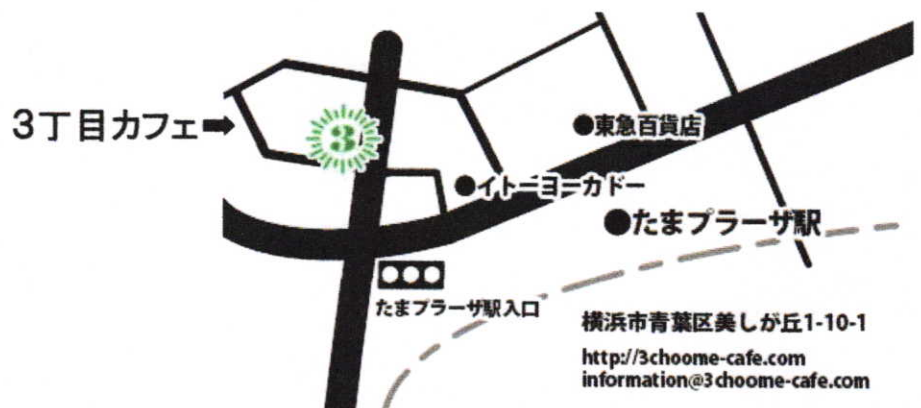 3丁目カフェ➡
3
●東急百貨店
●イトーヨーカドー
●たまプラーザ駅
たまプラーザ駅入口
横浜市青葉区美しが丘1-10-1
http://3choome-cafe.com
information@3choome-cafe.com